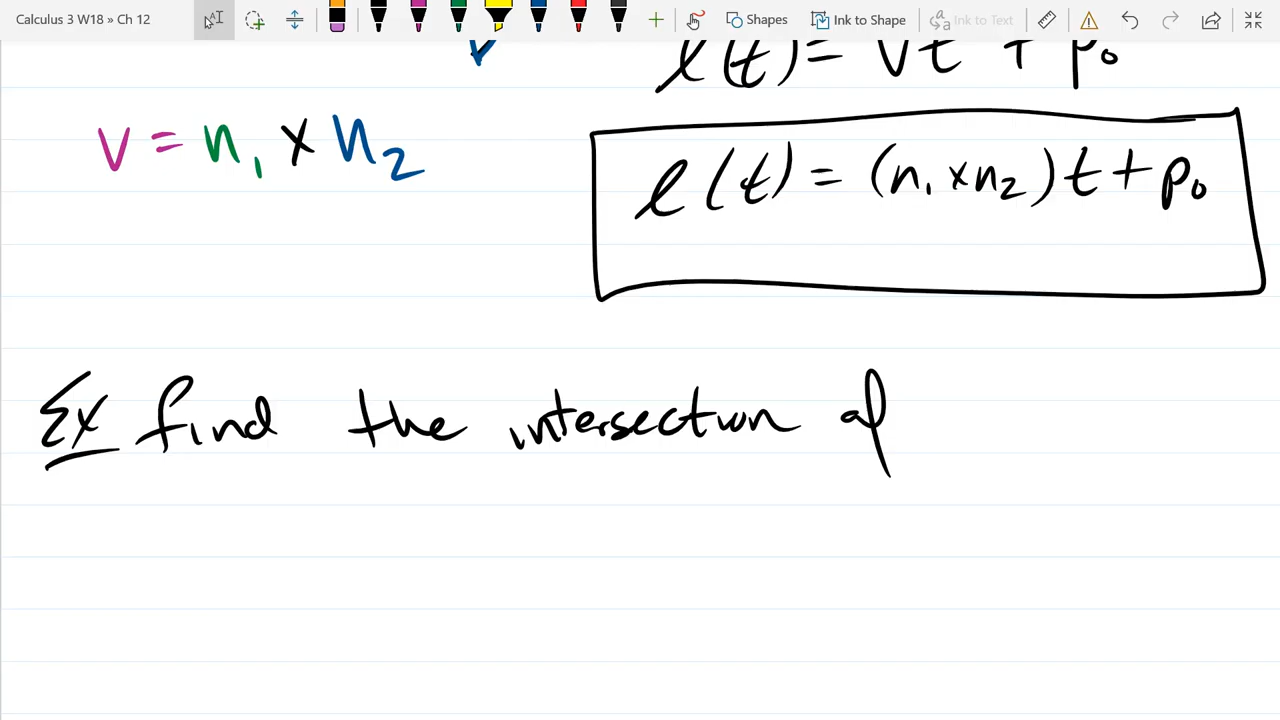 Calculus 3 W18 » Ch 12
Shapes
Ink to Shape
Ink to Text
l(t) = vt + p₀
v = n₁ × n₂
l(t) = (n₁ × n₂)t + p₀
Ex find the intersection of